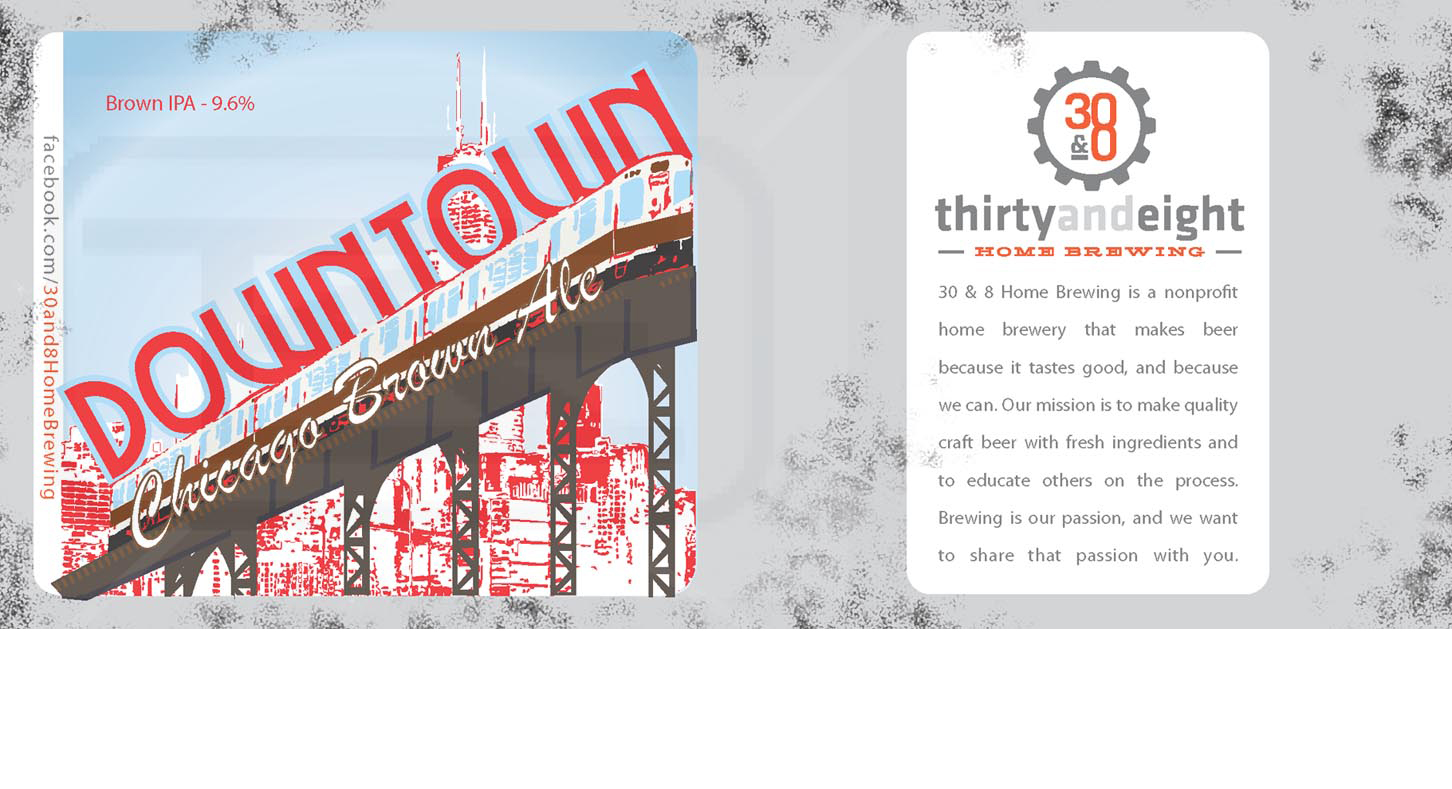 Brown IPA - 9.6%
DOWNTOWN
Chicago Brown Ale
facebook.com/30and8HomeBrewing
30
&8
thirtyandeight
HOME BREWING
30 & 8 Home Brewing is a nonprofit
home brewery that makes beer
because it tastes good, and because
we can. Our mission is to make quality
craft beer with fresh ingredients and
to educate others on the process.
Brewing is our passion, and we want
to share that passion with you.